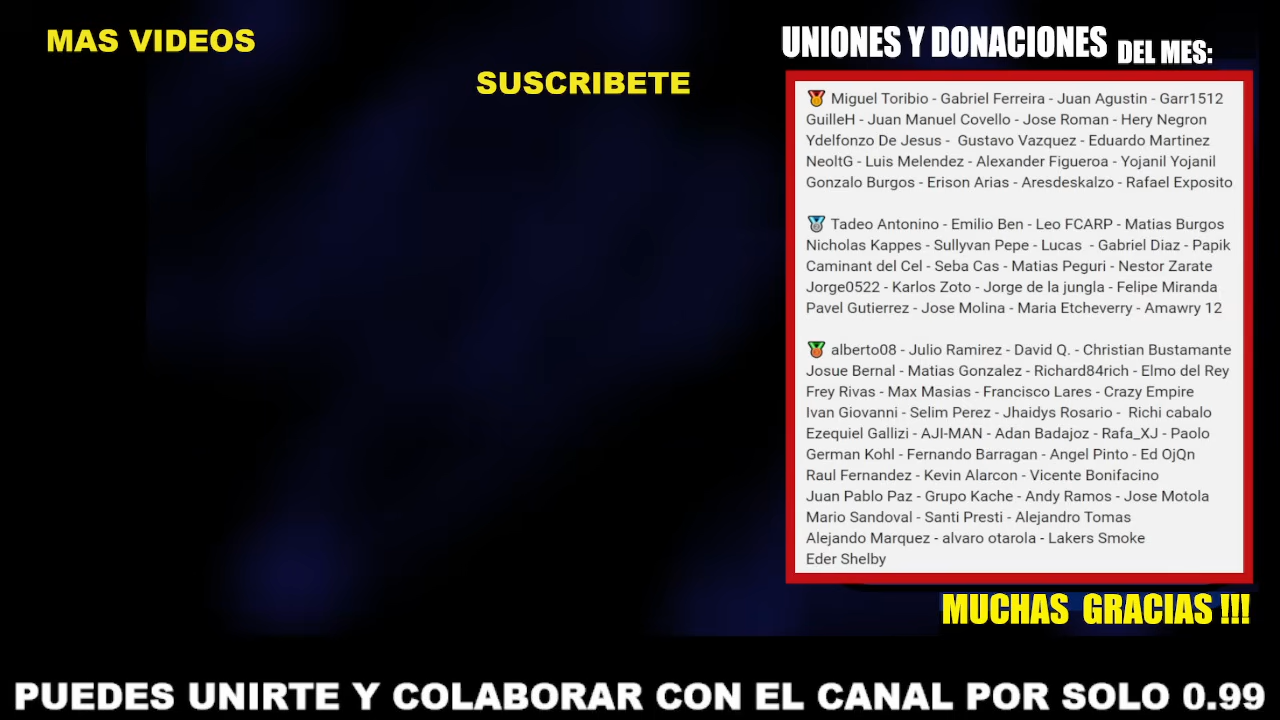 MAS VIDEOS
SUSCRIBETE
UNIONES Y DONACIONES DEL MES:
Miguel Toribio - Gabriel Ferreira - Juan Agustin - Garr1512
GuilleH - Juan Manuel Covello - Jose Roman - Hery Negron
Ydelfonzo De Jesus - Gustavo Vazquez - Eduardo Martinez
NeoltG - Luis Melendez - Alexander Figueroa - Yojanil Yojanil
Gonzalo Burgos - Erison Arias - Aresdeskalzo - Rafael Exposito
Tadeo Antonino - Emilio Ben - Leo FCARP - Matias Burgos
Nicholas Kappes - Sullyvan Pepe - Lucas - Gabriel Diaz - Papik
Caminant del Cel - Seba Cas - Matias Peguri - Nestor Zarate
Jorge0522 - Karlos Zoto - Jorge de la jungla - Felipe Miranda
Pavel Gutierrez - Jose Molina - Maria Etcheverry - Amawry 12
alberto08 - Julio Ramirez - David Q. - Christian Bustamante
Josue Bernal - Matias Gonzalez - Richard84rich - Elmo del Rey
Frey Rivas - Max Masias - Francisco Lares - Crazy Empire
Ivan Giovanni - Selim Perez - Jhaidys Rosario - Richi cabalo
Ezequiel Gallizi - AJI-MAN - Adan Badajoz - Rafa_XJ - Paolo
German Kohl - Fernando Barragan - Angel Pinto - Ed OjQn
Raul Fernandez - Kevin Alarcon - Vicente Bonifacino
Juan Pablo Paz - Grupo Kache - Andy Ramos - Jose Motola
Mario Sandoval - Santi Presti - Alejandro Tomas
Alejando Marquez - alvaro otarola - Lakers Smoke
Eder Shelby
MUCHAS GRACIAS !!!
PUEDES UNIRTE Y COLABORAR CON EL CANAL POR SOLO 0.99